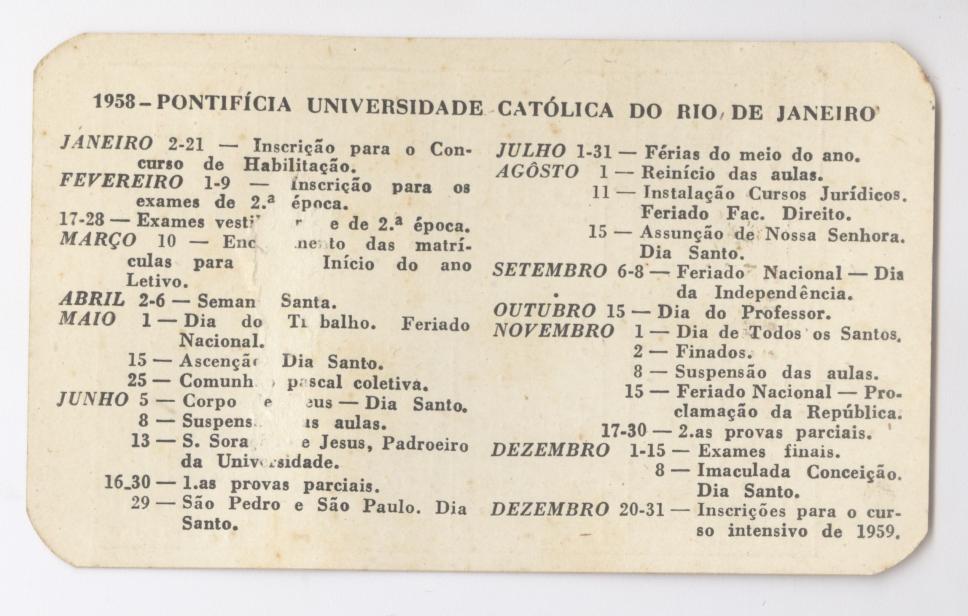 1958 – PONTIFÍCIA UNIVERSIDADE CATÓLICA DO RIO DE JANEIRO
JANEIRO 2-21 — Inscrição para o Con-
curso de Habilitação.
FEVEREIRO 1-9 — Inscrição para os
exames de 2.ª época.
17-28 — Exames e de 2.ª época.
MARÇO 10 — das matrí-
culas para Início do ano
Letivo.
ABRIL 2-6 — Santa.
MAIO 1 — Dia do Feriado
Nacional.
15 — Dia Santo.
25 — pascal coletiva.
JUNHO 5 — Corpo — Dia Santo.
8 — aulas.
13 — S. e Jesus, Padroeiro
da Universidade.
16_30 — 1.as provas parciais.
29 — São Pedro e São Paulo. Dia
Santo.
JULHO 1-31 — Férias do meio do ano.
AGÔSTO 1 — Reinício das aulas.
11 — Instalação Cursos Jurídicos.
Feriado Fac. Direito.
15 — Assunção de Nossa Senhora.
Dia Santo.
SETEMBRO 6-8 — Feriado Nacional — Dia
da Independência.
OUTUBRO 15 — Dia do Professor.
NOVEMBRO 1 — Dia de Todos os Santos.
2 — Finados.
8 — Suspensão das aulas.
15 — Feriado Nacional — Pro-
clamação da República.
17-30 — 2.as provas parciais.
DEZEMBRO 1-15 — Exames finais.
8 — Imaculada Conceição.
Dia Santo.
DEZEMBRO 20-31 — Inscrições para o cur-
so intensivo de 1959.